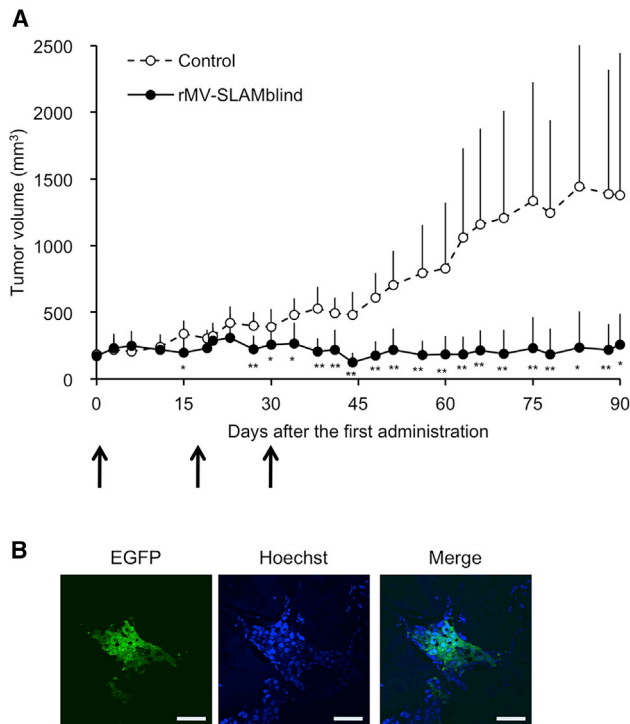 A
2500
2000
1500
1000
500
0
Tumor volume (mm³)
Control
rMV-SLAMblind
* ** * * ** ** ** ** ** ** ** ** ** ** ** ** * ** *
0 15 30 45 60 75 90
Days after the first administration
B
EGFP Hoechst Merge